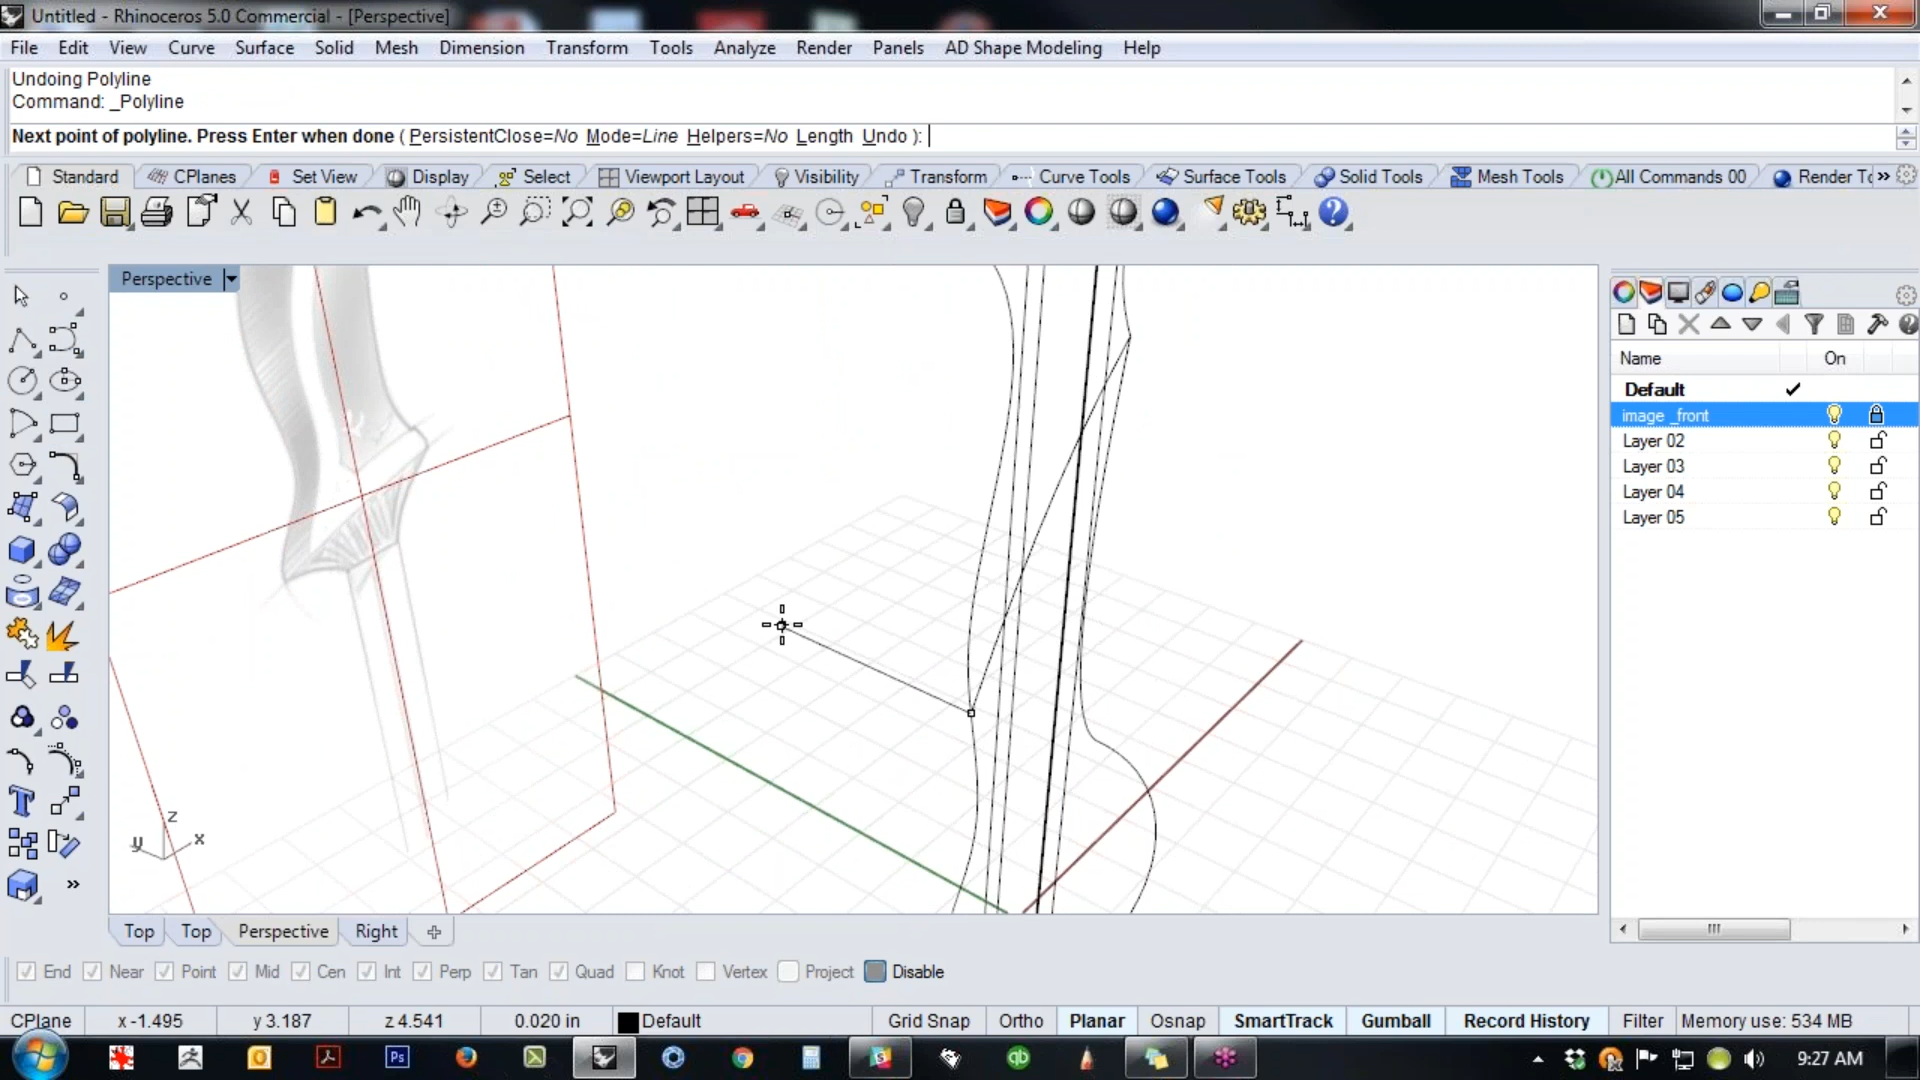 Untitled - Rhinoceros 5.0 Commercial - [Perspective]
File Edit View Curve Surface Solid Mesh Dimension Transform Tools Analyze Render Panels AD Shape Modeling Help
Undoing Polyline
Command: _Polyline
Next point of polyline. Press Enter when done ( PersistentClose=No Mode=Line Helpers=No Length Undo ):
Standard CPlanes Set View Display Select Viewport Layout Visibility Transform Curve Tools Surface Tools Solid Tools Mesh Tools All Commands 00 Render To »
Perspective
Name On
Default
image _front
Layer 02
Layer 03
Layer 04
Layer 05
z
y x
Top Top Perspective Right
End Near Point Mid Cen Int Perp Tan Quad Knot Vertex Project Disable
CPlane x -1.495 y 3.187 z 4.541 0.020 in Default Grid Snap Ortho Planar Osnap SmartTrack Gumball Record History Filter Memory use: 534 MB
Ps qb 9:27 AM